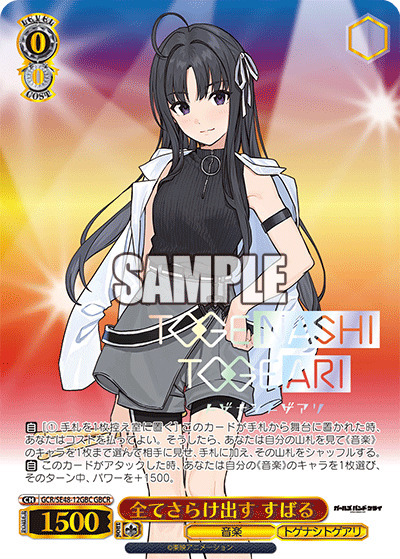 LEVEL
0
0
COST
SAMPLE
TOGENASHI
TOGEARI
トゲナシトゲアリ
自[① 手札を1枚控え室に置く] このカードが手札から舞台に置かれた時、
あなたはコストを払ってよい。そうしたら、あなたは自分の山札を見て《音楽》
のキャラを1枚まで選んで相手に見せ、手札に加え、その山札をシャッフルする。
自 このカードがアタックした時、あなたは自分の《音楽》のキャラを1枚選び、
そのターン中、パワーを+1500。
CH GCR/SE48-12GBC GBCR
POWER 1500
SOUL
全てさらけ出す すばる
ガールズバンドクライ
音楽
トゲナシトゲアリ
©東映アニメーション